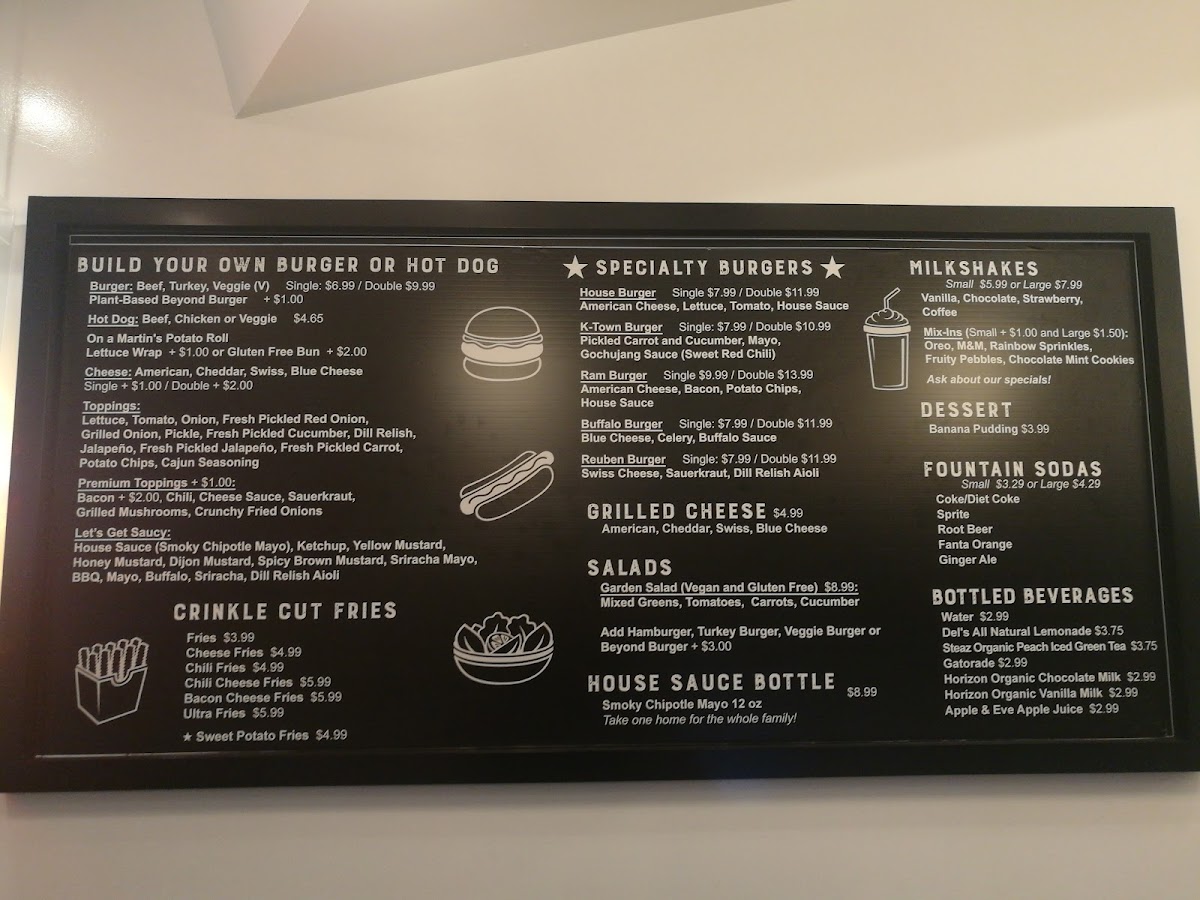 BUILD YOUR OWN BURGER OR HOT DOG
Burger: Beef, Turkey, Veggie (V) Single: $6.99 / Double $9.99
Plant-Based Beyond Burger + $1.00
Hot Dog: Beef, Chicken or Veggie $4.65
On a Martin's Potato Roll
Lettuce Wrap + $1.00 or Gluten Free Bun + $2.00
Cheese: American, Cheddar, Swiss, Blue Cheese
Single + $1.00 / Double + $2.00
Toppings:
Lettuce, Tomato, Onion, Fresh Pickled Red Onion,
Grilled Onion, Pickle, Fresh Pickled Cucumber, Dill Relish,
Jalapeño, Fresh Pickled Jalapeño, Fresh Pickled Carrot,
Potato Chips, Cajun Seasoning
Premium Toppings + $1.00:
Bacon + $2.00, Chili, Cheese Sauce, Sauerkraut,
Grilled Mushrooms, Crunchy Fried Onions
Let's Get Saucy:
House Sauce (Smoky Chipotle Mayo), Ketchup, Yellow Mustard,
Honey Mustard, Dijon Mustard, Spicy Brown Mustard, Sriracha Mayo,
BBQ, Mayo, Buffalo, Sriracha, Dill Relish Aioli
CRINKLE CUT FRIES
Fries $3.99
Cheese Fries $4.99
Chili Fries $4.99
Chili Cheese Fries $5.99
Bacon Cheese Fries $5.99
Ultra Fries $5.99
★ Sweet Potato Fries $4.99
★ SPECIALTY BURGERS ★
House Burger Single $7.99 / Double $11.99
American Cheese, Lettuce, Tomato, House Sauce
K-Town Burger Single: $7.99 / Double $10.99
Pickled Carrot and Cucumber, Mayo,
Gochujang Sauce (Sweet Red Chili)
Ram Burger Single $9.99 / Double $13.99
American Cheese, Bacon, Potato Chips,
House Sauce
Buffalo Burger Single: $7.99 / Double $11.99
Blue Cheese, Celery, Buffalo Sauce
Reuben Burger Single: $7.99 / Double $11.99
Swiss Cheese, Sauerkraut, Dill Relish Aioli
GRILLED CHEESE $4.99
American, Cheddar, Swiss, Blue Cheese
SALADS
Garden Salad (Vegan and Gluten Free) $8.99:
Mixed Greens, Tomatoes, Carrots, Cucumber
Add Hamburger, Turkey Burger, Veggie Burger or
Beyond Burger + $3.00
HOUSE SAUCE BOTTLE $8.99
Smoky Chipotle Mayo 12 oz
Take one home for the whole family!
MILKSHAKES
Small $5.99 or Large $7.99
Vanilla, Chocolate, Strawberry,
Coffee
Mix-Ins (Small + $1.00 and Large $1.50):
Oreo, M&M, Rainbow Sprinkles,
Fruity Pebbles, Chocolate Mint Cookies
Ask about our specials!
DESSERT
Banana Pudding $3.99
FOUNTAIN SODAS
Small $3.29 or Large $4.29
Coke/Diet Coke
Sprite
Root Beer
Fanta Orange
Ginger Ale
BOTTLED BEVERAGES
Water $2.99
Del's All Natural Lemonade $3.75
Steaz Organic Peach Iced Green Tea $3.75
Gatorade $2.99
Horizon Organic Chocolate Milk $2.99
Horizon Organic Vanilla Milk $2.99
Apple & Eve Apple Juice $2.99